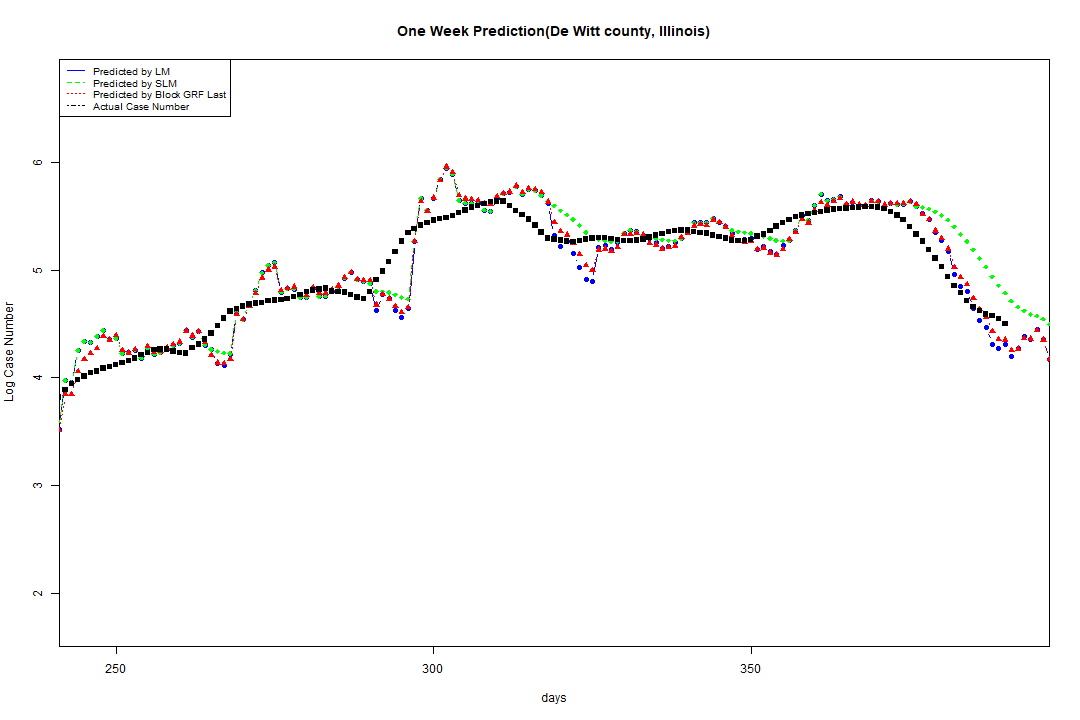 One Week Prediction(De Witt county, Illinois)
Predicted by LM
Predicted by SLM
Predicted by Block GRF Last
Actual Case Number
Log Case Number
6
5
4
3
2
250 300 350
days